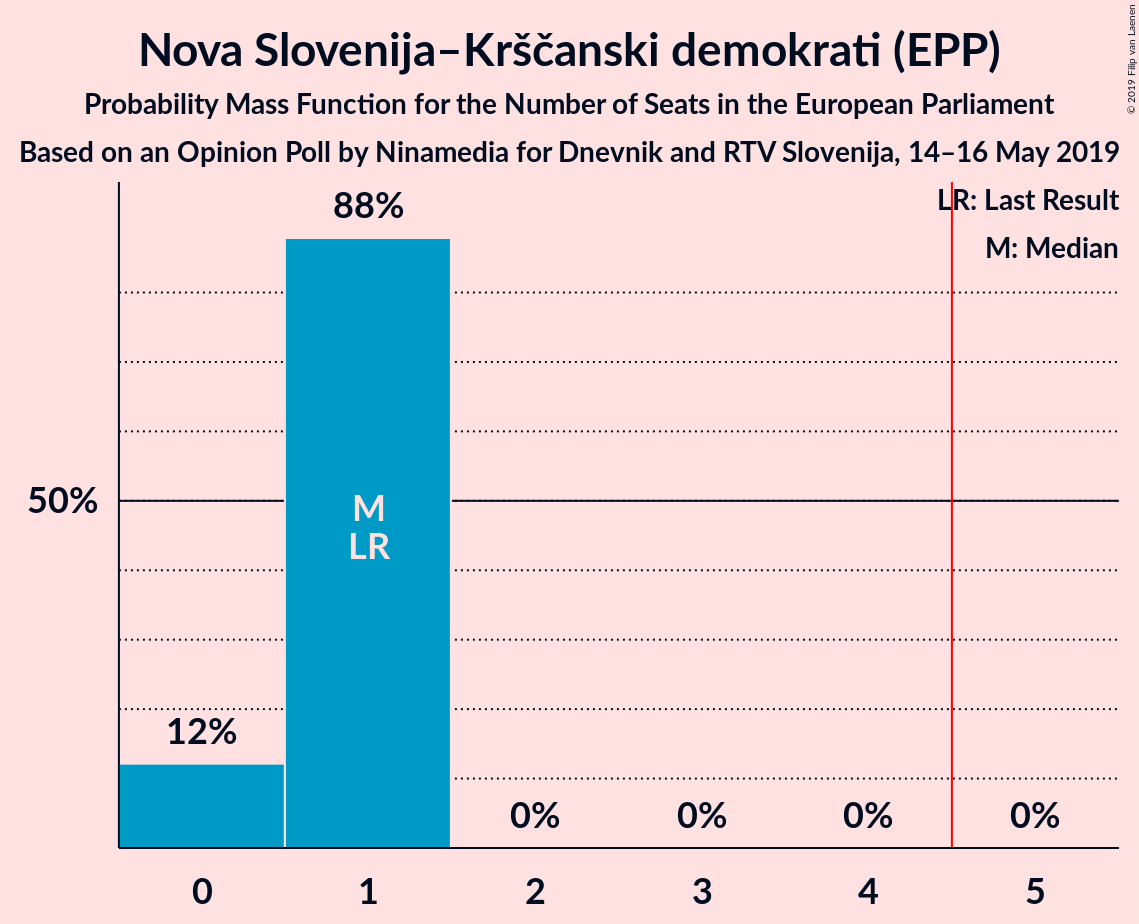 Nova Slovenija–Krščanski demokrati (EPP)
Probability Mass Function for the Number of Seats in the European Parliament
Based on an Opinion Poll by Ninamedia for Dnevnik and RTV Slovenija, 14–16 May 2019
© 2019 Filip van Laenen
LR: Last Result
M: Median
88%
50%
M
LR
12%
0% 0% 0% 0%
0 1 2 3 4 5